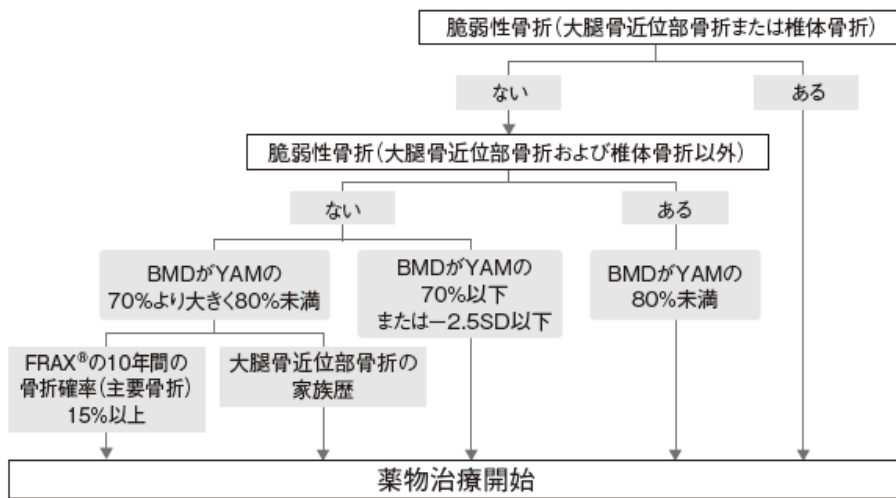 脆弱性骨折(大腿骨近位部骨折または椎体骨折)
ない
ある
脆弱性骨折(大腿骨近位部骨折および椎体骨折以外)
ない
ある
BMDがYAMの
70%より大きく80%未満
BMDがYAMの
70%以下
または−2.5SD以下
BMDがYAMの
80%未満
FRAX®の10年間の
骨折確率(主要骨折)
15%以上
大腿骨近位部骨折の
家族歴
薬物治療開始